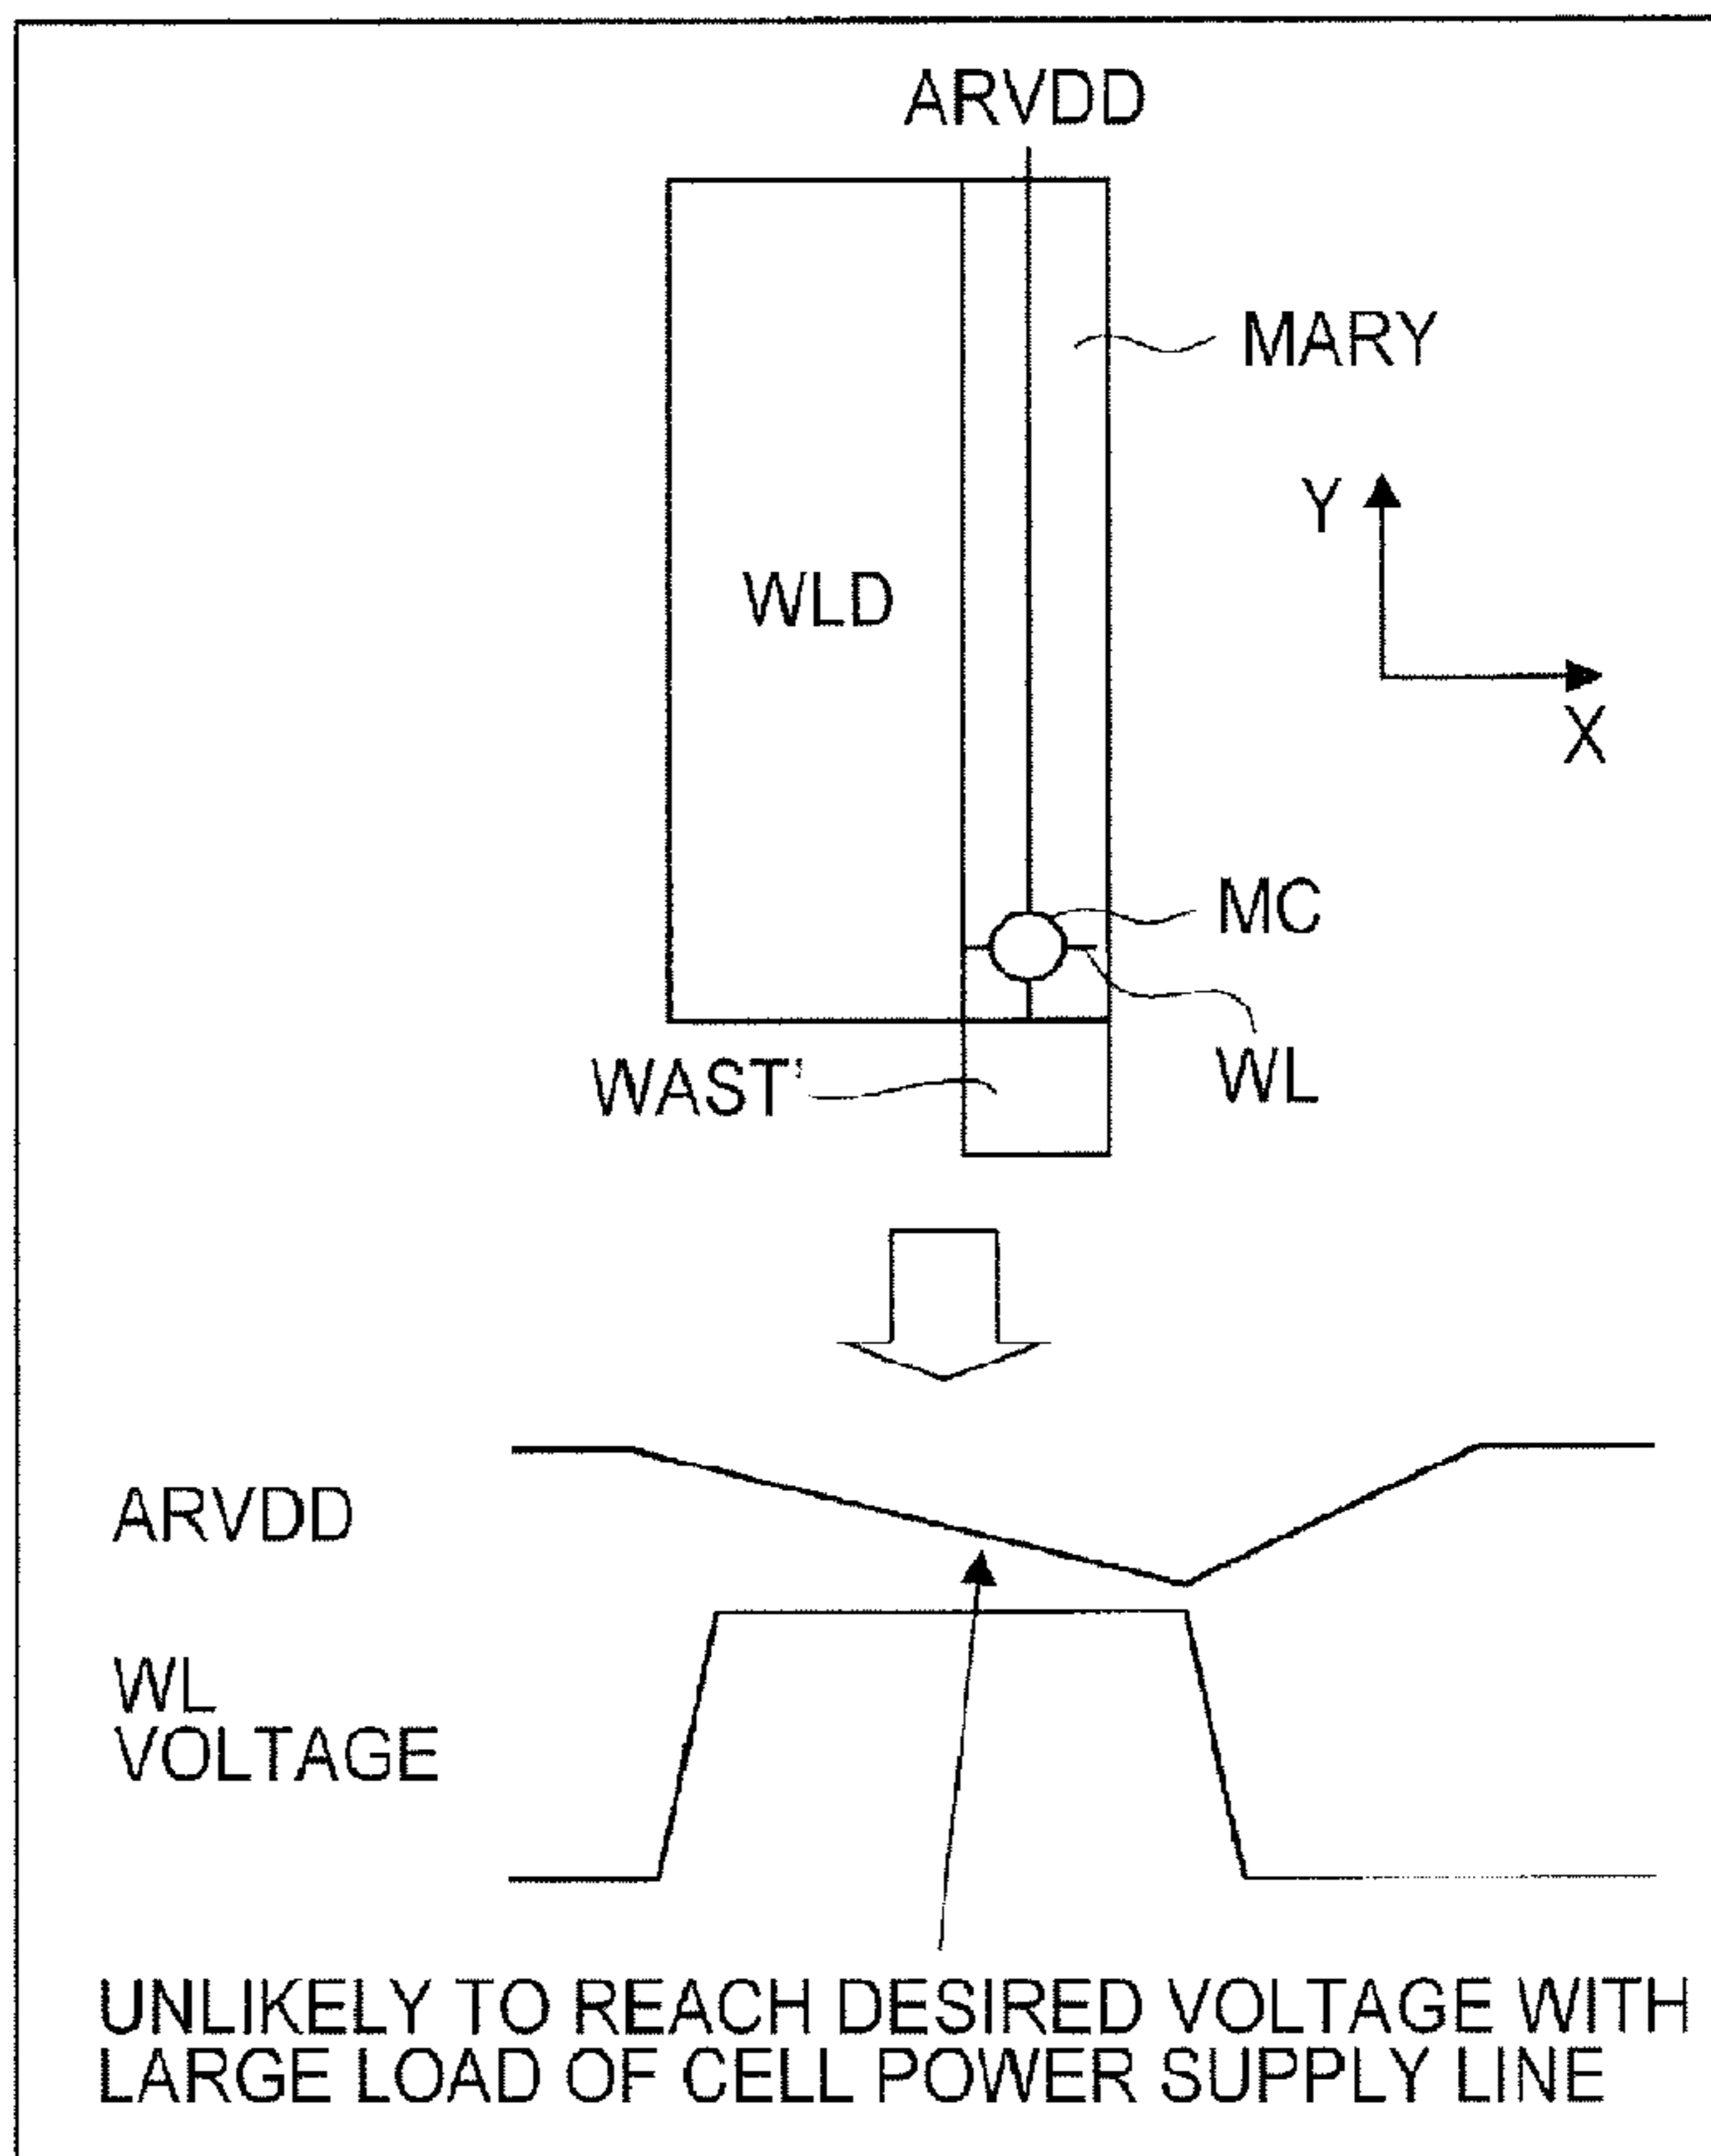 ARVDD
MARY
Y
WLD
X
MC
WAST'
WL
ARVDD
WL
VOLTAGE
UNLIKELY TO REACH DESIRED VOLTAGE WITH
LARGE LOAD OF CELL POWER SUPPLY LINE